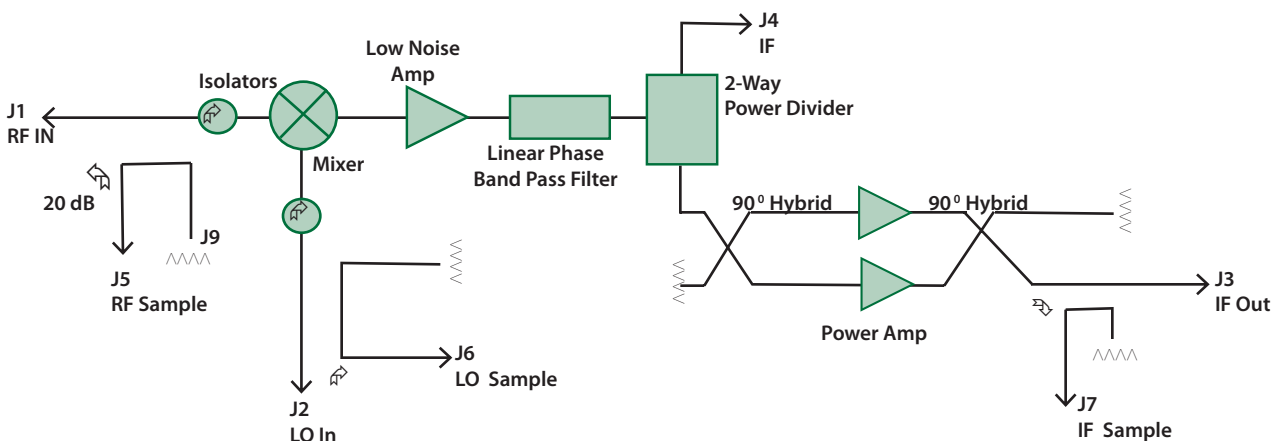 J4
IF
Low Noise
Amp
Isolators
2-Way
Power Divider
J1
RF IN
Mixer
Linear Phase
Band Pass Filter
20 dB
90⁰ Hybrid
90⁰ Hybrid
J9
J5
RF Sample
J3
IF Out
Power Amp
J6
LO Sample
J2
LO In
J7
IF Sample